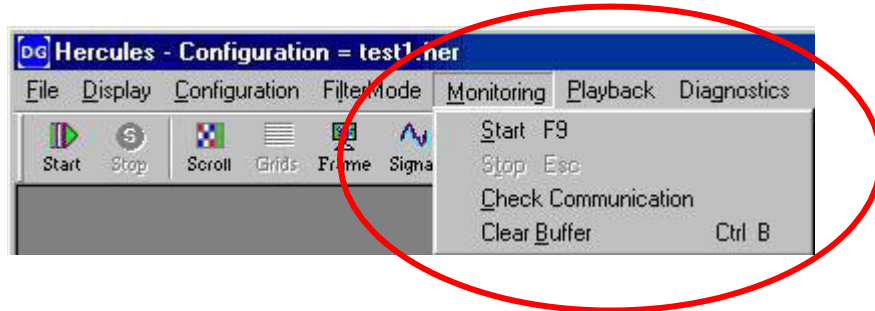 DG Hercules - Configuration = test1.her
File Display Configuration FilterMode Monitoring Playback Diagnostics
Start Stop Scroll Grids Frame Signa
Start F9
Stop Esc
Check Communication
Clear Buffer Ctrl B